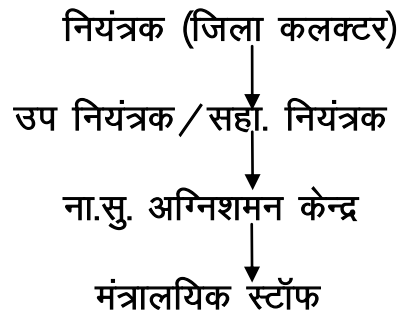 नियंत्रक (जिला कलक्टर)
उप नियंत्रक/सहा. नियंत्रक
ना.सु. अग्निशमन केन्द्र
मंत्रालयिक स्टॉफ